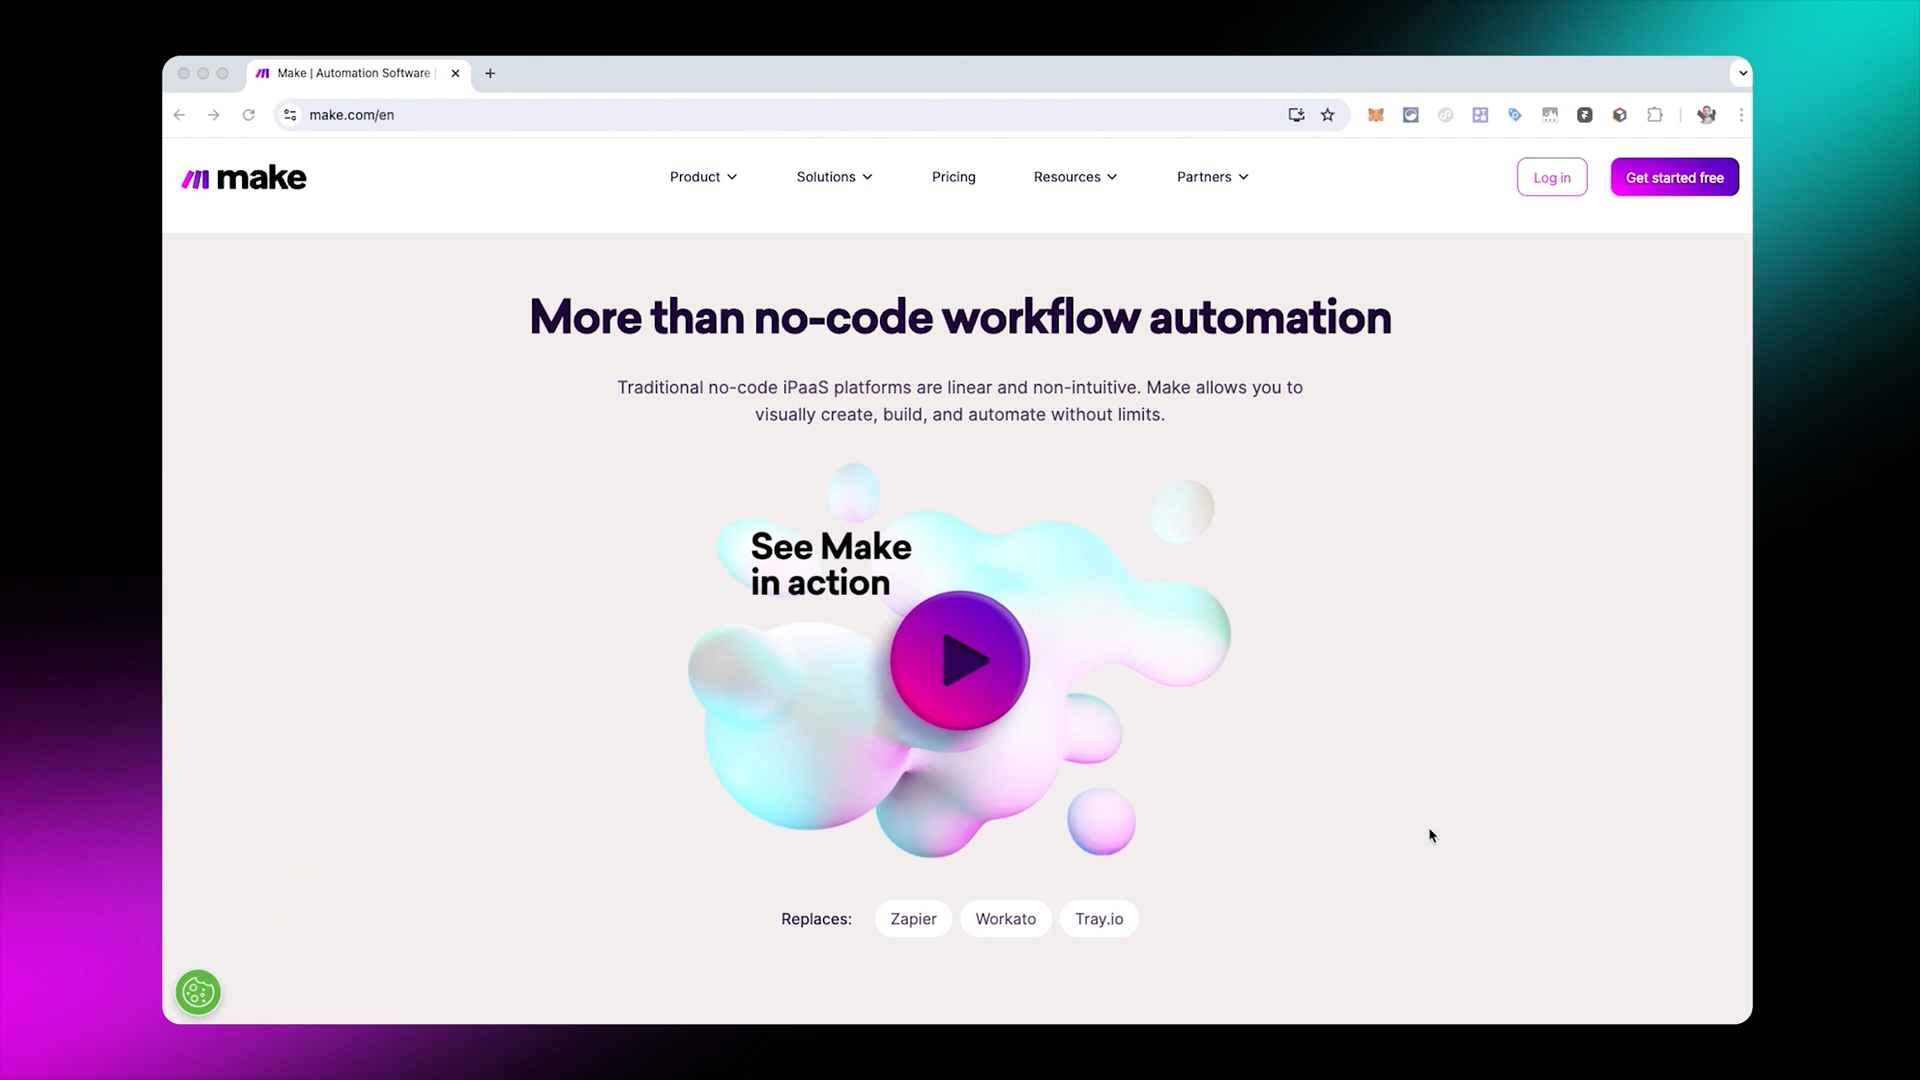 Make | Automation Software |
make.com/en
make
Product
Solutions
Pricing
Resources
Partners
Log in
Get started free
More than no-code workflow automation
Traditional no-code iPaaS platforms are linear and non-intuitive. Make allows you to
visually create, build, and automate without limits.
See Make
in action
Replaces:
Zapier
Workato
Tray.io